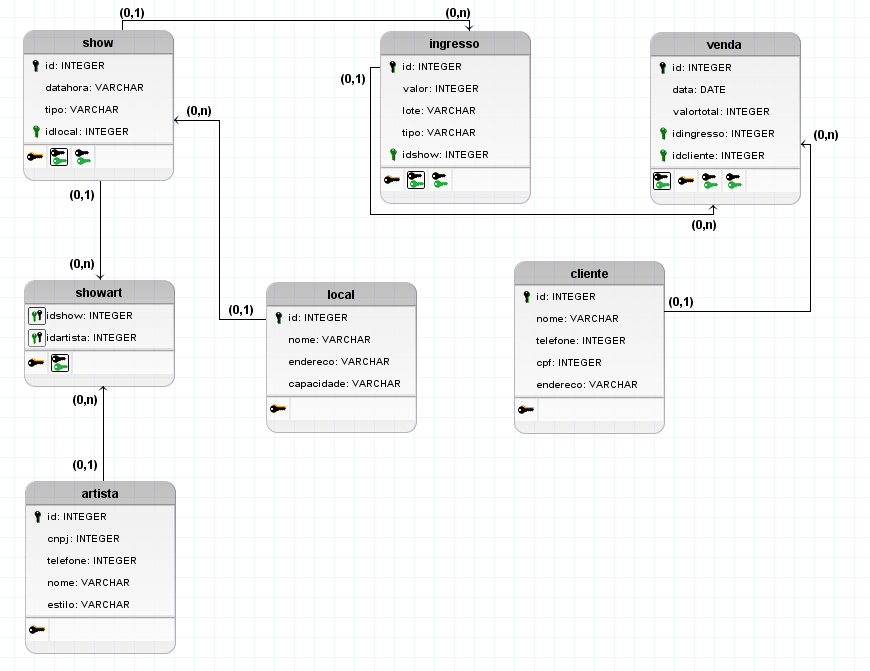 (0,1)
(0,n)
show
id: INTEGER
datahora: VARCHAR
tipo: VARCHAR
idlocal: INTEGER
(0,n)
(0,1)
(0,n)
ingresso
(0,1)
id: INTEGER
valor: INTEGER
lote: VARCHAR
tipo: VARCHAR
idshow: INTEGER
(0,n)
venda
id: INTEGER
data: DATE
valortotal: INTEGER
idingresso: INTEGER
idcliente: INTEGER
(0,n)
showart
idshow: INTEGER
idartista: INTEGER
(0,n)
(0,1)
(0,1)
local
id: INTEGER
nome: VARCHAR
endereco: VARCHAR
capacidade: VARCHAR
cliente
(0,1)
id: INTEGER
nome: VARCHAR
telefone: INTEGER
cpf: INTEGER
endereco: VARCHAR
artista
id: INTEGER
cnpj: INTEGER
telefone: INTEGER
nome: VARCHAR
estilo: VARCHAR